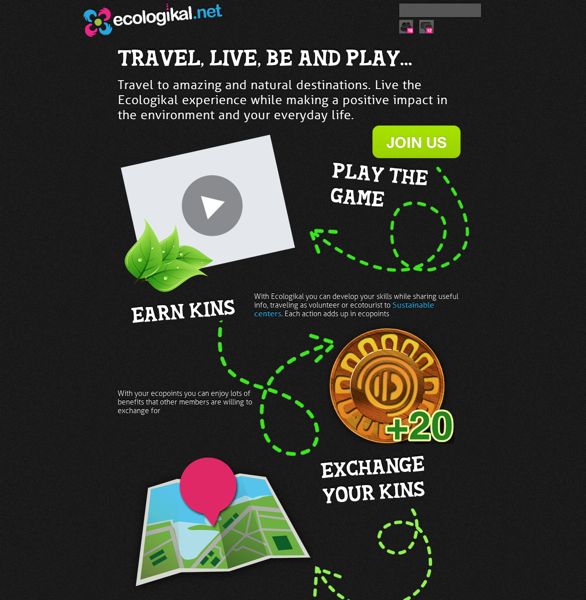 ecologikal.net
TRAVEL, LIVE, BE AND PLAY...
Travel to amazing and natural destinations. Live the
Ecologikal experience while making a positive impact in
the environment and your everyday life.
JOIN US
PLAY THE
GAME
EARN KINS
With Ecologikal you can develop your skills while sharing useful
info, traveling as volunteer or ecotourist to Sustainable
centers. Each action adds up in ecopoints
+20
With your ecopoints you can enjoy lots of
benefits that other members are willing to
exchange for
EXCHANGE
YOUR KINS